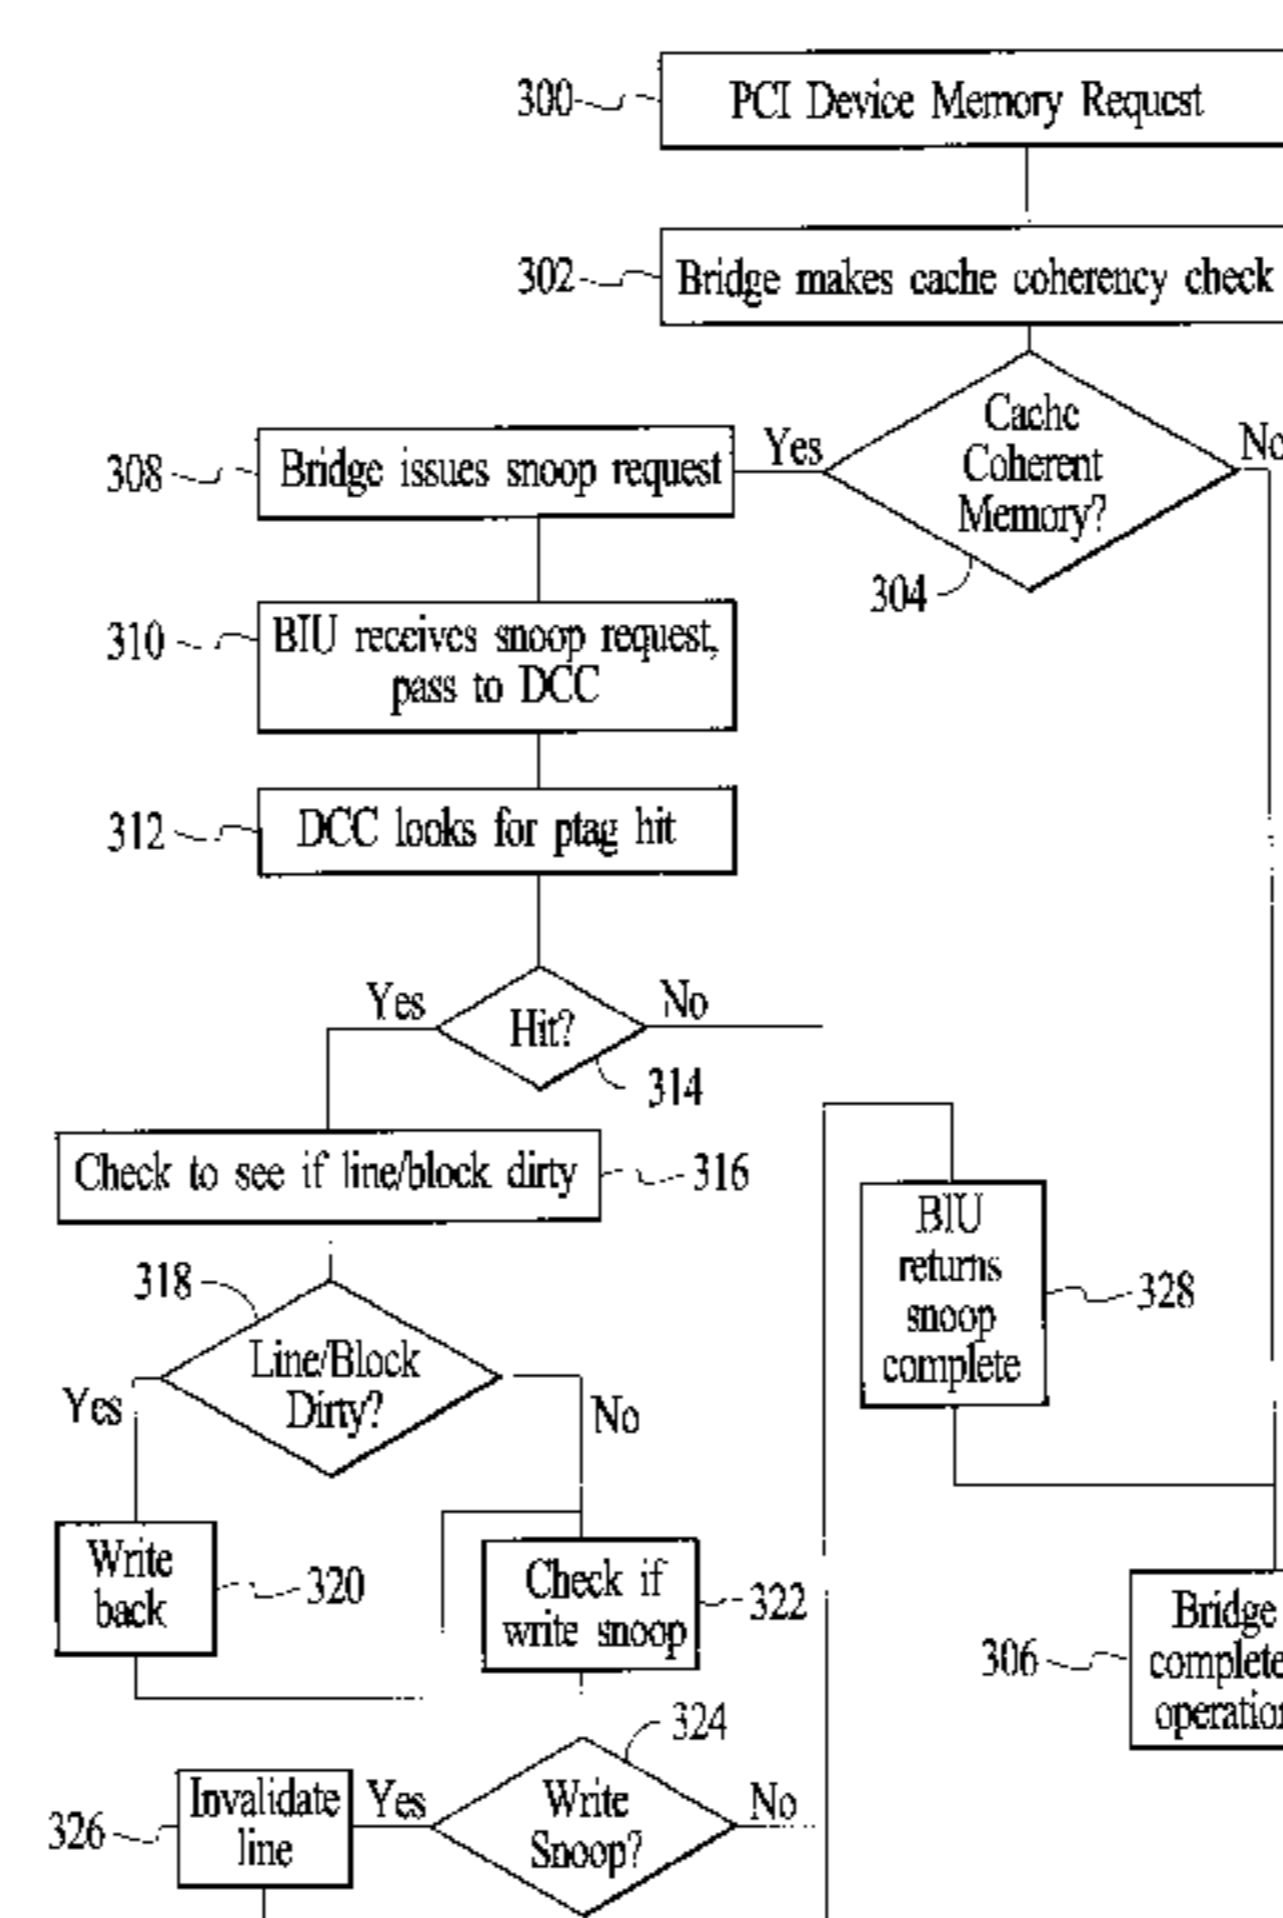 300
PCI Device Memory Request
302
Bridge makes cache coherency check
Cache
Coherent
Memory?
Yes
No
304
308
Bridge issues snoop request
310
BIU receives snoop request,
pass to DCC
312
DCC looks for ptag hit
Yes
Hit?
No
314
Check to see if line/block dirty
316
BIU
returns
snoop
complete
328
318
Line/Block
Dirty?
Yes
No
Write
back
320
Check if
write snoop
322
306
Bridge
complete
operation
324
326
Invalidate
line
Yes
Write
Snoop?
No